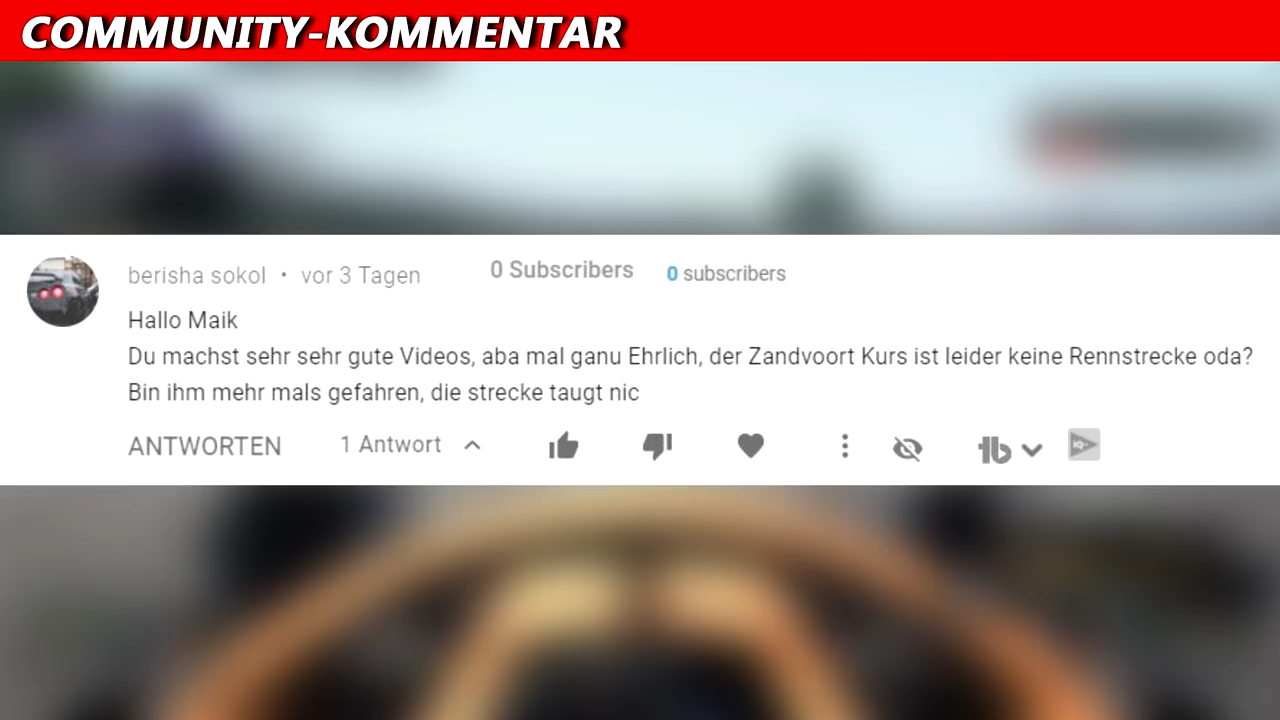 COMMUNITY-KOMMENTAR
berisha sokol • vor 3 Tagen 0 Subscribers 0 subscribers
Hallo Maik
Du machst sehr sehr gute Videos, aba mal ganu Ehrlich, der Zandvoort Kurs ist leider keine Rennstrecke oda?
Bin ihm mehr mals gefahren, die strecke taugt nic
ANTWORTEN 1 Antwort